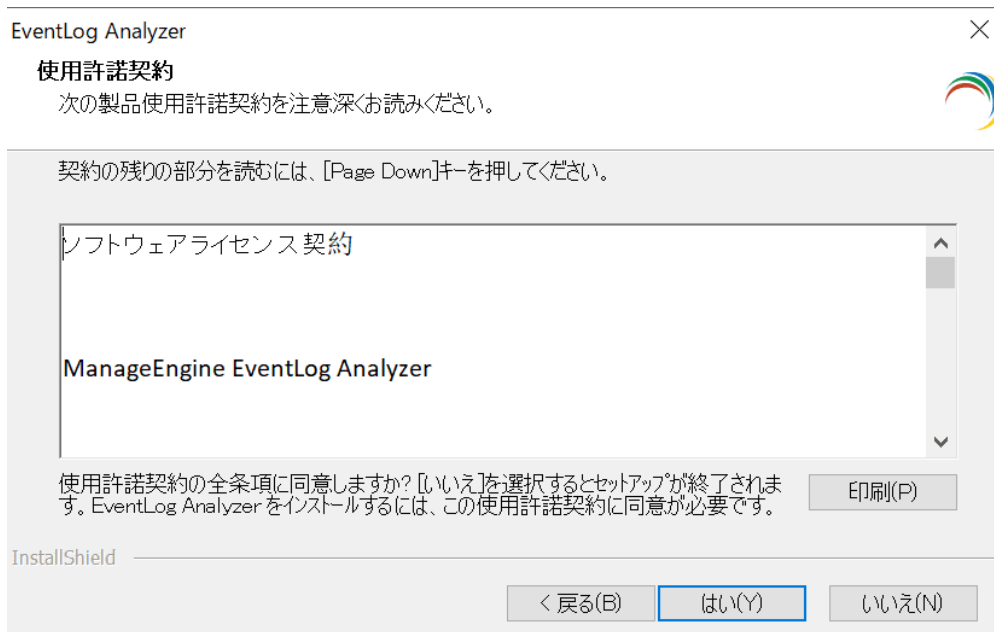 EventLog Analyzer
使用許諾契約
次の製品使用許諾契約を注意深くお読みください。
契約の残りの部分を読むには、[Page Down]キーを押してください。
ソフトウェアライセンス契約
ManageEngine EventLog Analyzer
使用許諾契約の全条項に同意しますか? [いいえ]を選択するとセットアップが終了されま
す。EventLog Analyzer をインストールするには、この使用許諾契約に同意が必要です。
印刷(P)
InstallShield
< 戻る(B)
はい(Y)
いいえ(N)